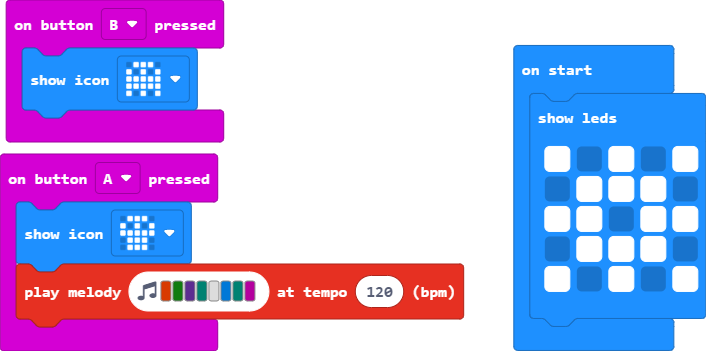 on button B pressed
show icon
on button A pressed
show icon
play melody at tempo 120 (bpm)
on start
show leds